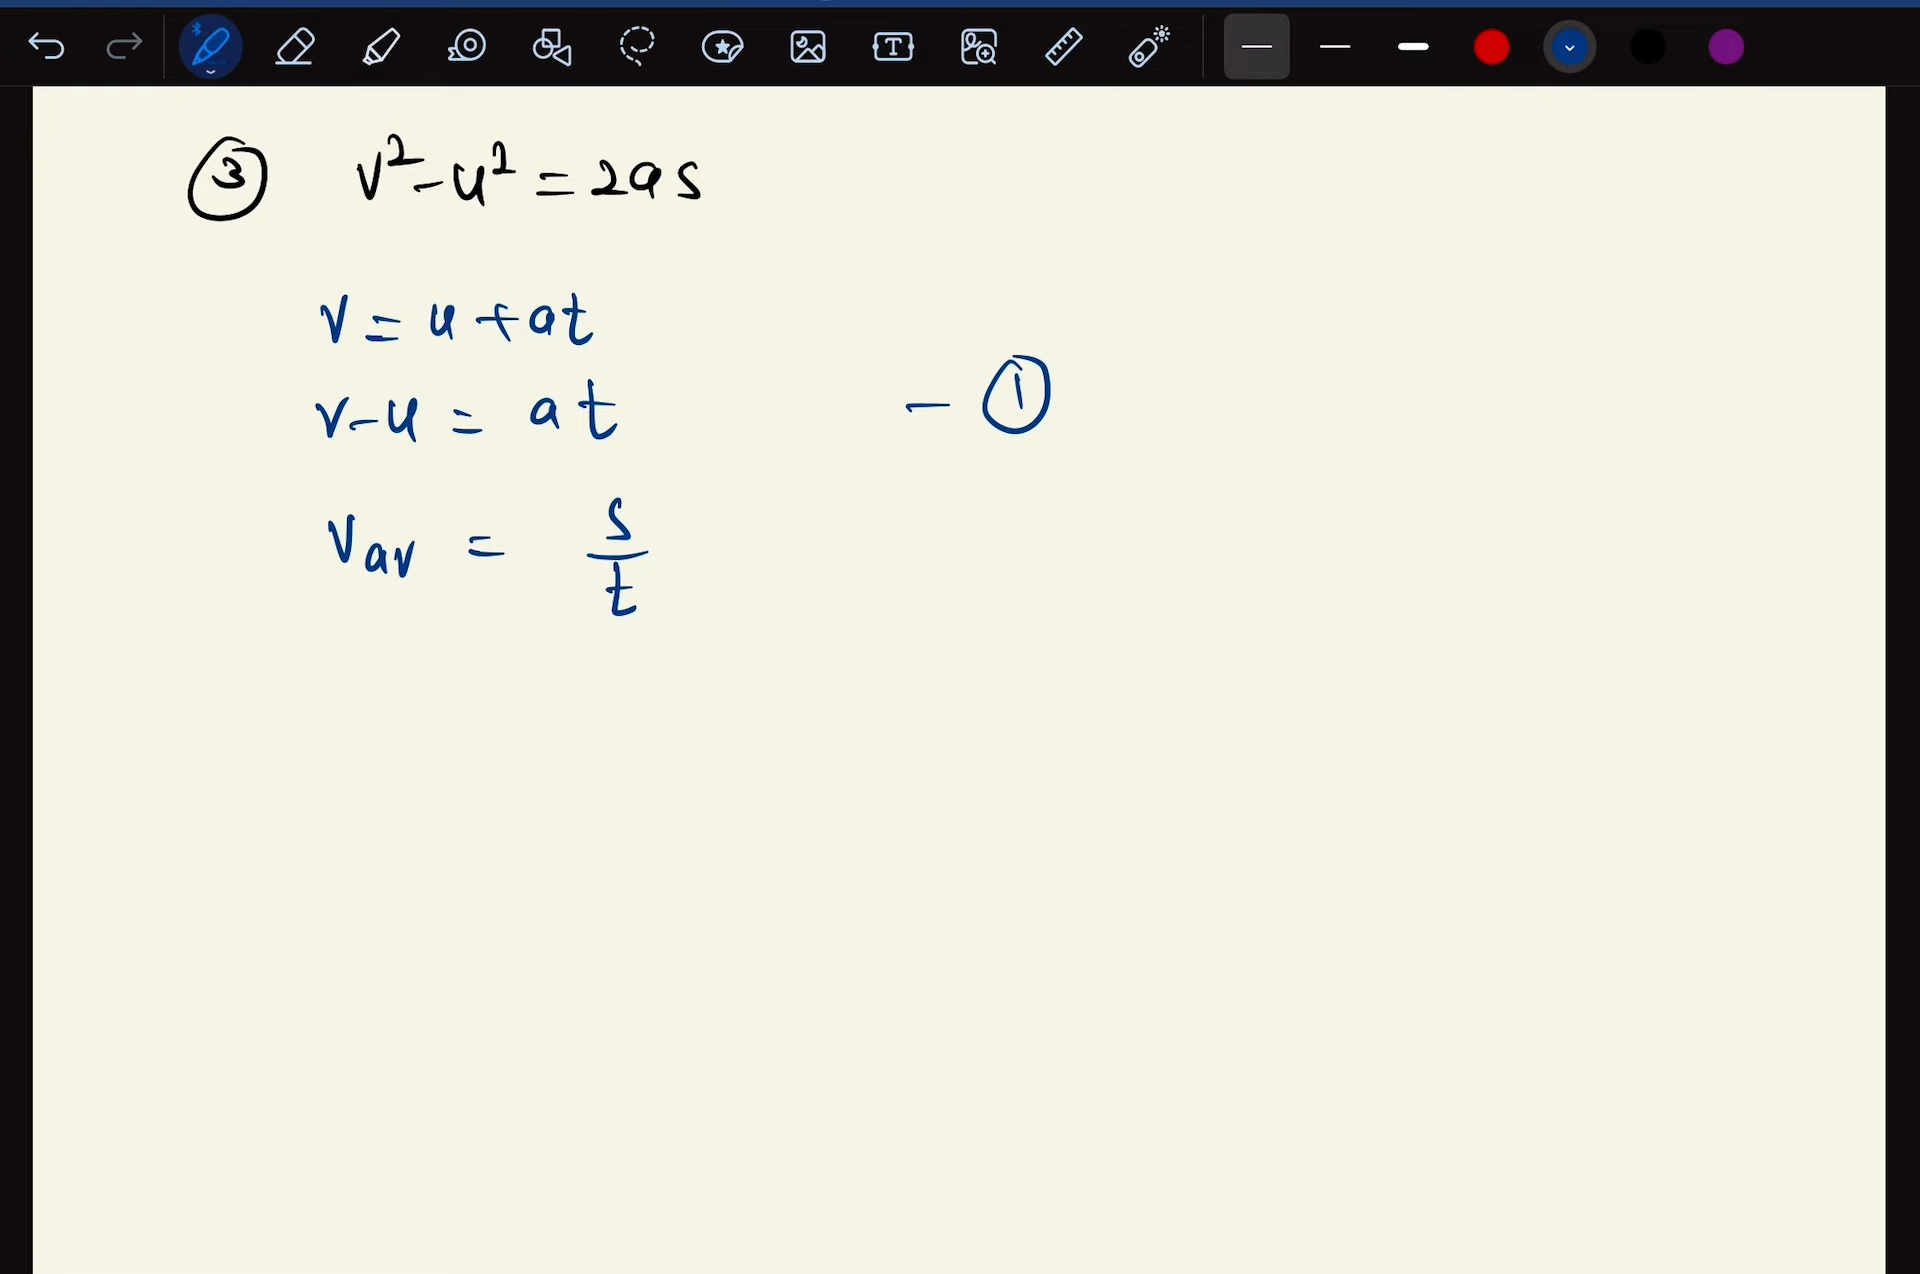 ③ v² - u² = 2as
v = u + at
v - u = at - ①
Vav = s/t